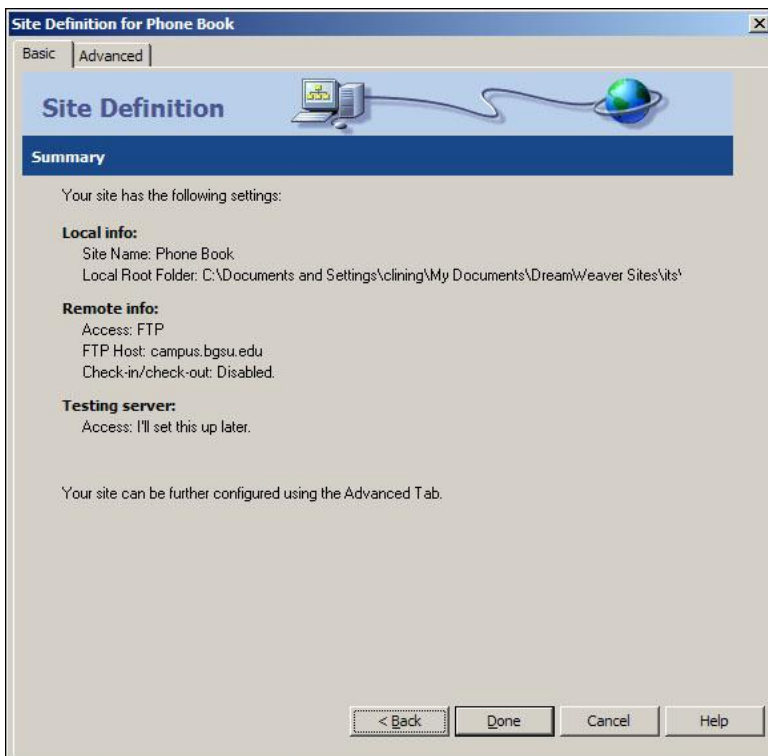 Site Definition for Phone Book
Basic
Advanced
Site Definition
Summary
Your site has the following settings:
Local info:
Site Name: Phone Book
Local Root Folder: C:\Documents and Settings\clining\My Documents\DreamWeaver Sites\its\
Remote info:
Access: FTP
FTP Host: campus.bgsu.edu
Check-in/check-out: Disabled.
Testing server:
Access: I'll set this up later.
Your site can be further configured using the Advanced Tab.
< Back
Done
Cancel
Help